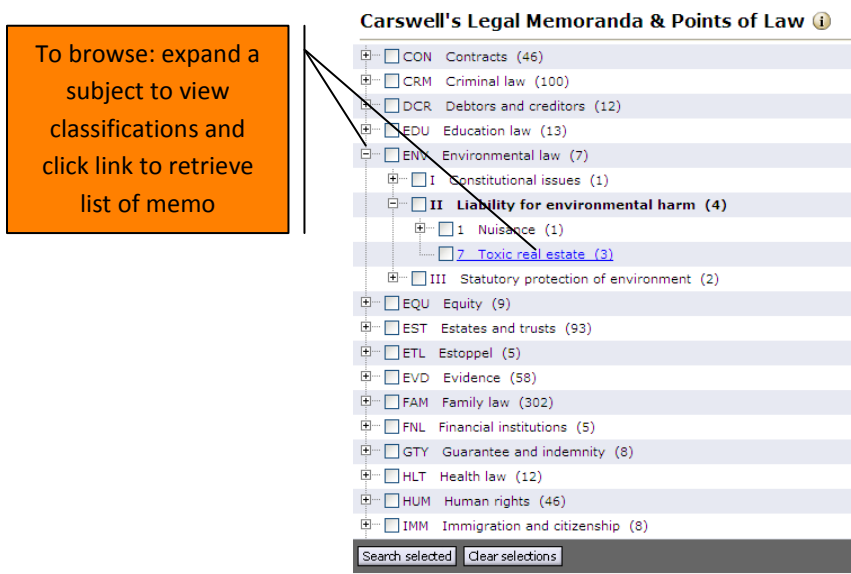 To browse: expand a
subject to view
classifications and
click link to retrieve
list of memo
Carswell's Legal Memoranda & Points of Law
CON Contracts (46)
CRM Criminal law (100)
DCR Debtors and creditors (12)
EDU Education law (13)
ENV Environmental law (7)
I Constitutional issues (1)
II Liability for environmental harm (4)
1 Nuisance (1)
7 Toxic real estate (3)
III Statutory protection of environment (2)
EQU Equity (9)
EST Estates and trusts (93)
ETL Estoppel (5)
EVD Evidence (58)
FAM Family law (302)
FNL Financial institutions (5)
GTY Guarantee and indemnity (8)
HLT Health law (12)
HUM Human rights (46)
IMM Immigration and citizenship (8)
Search selected Clear selections